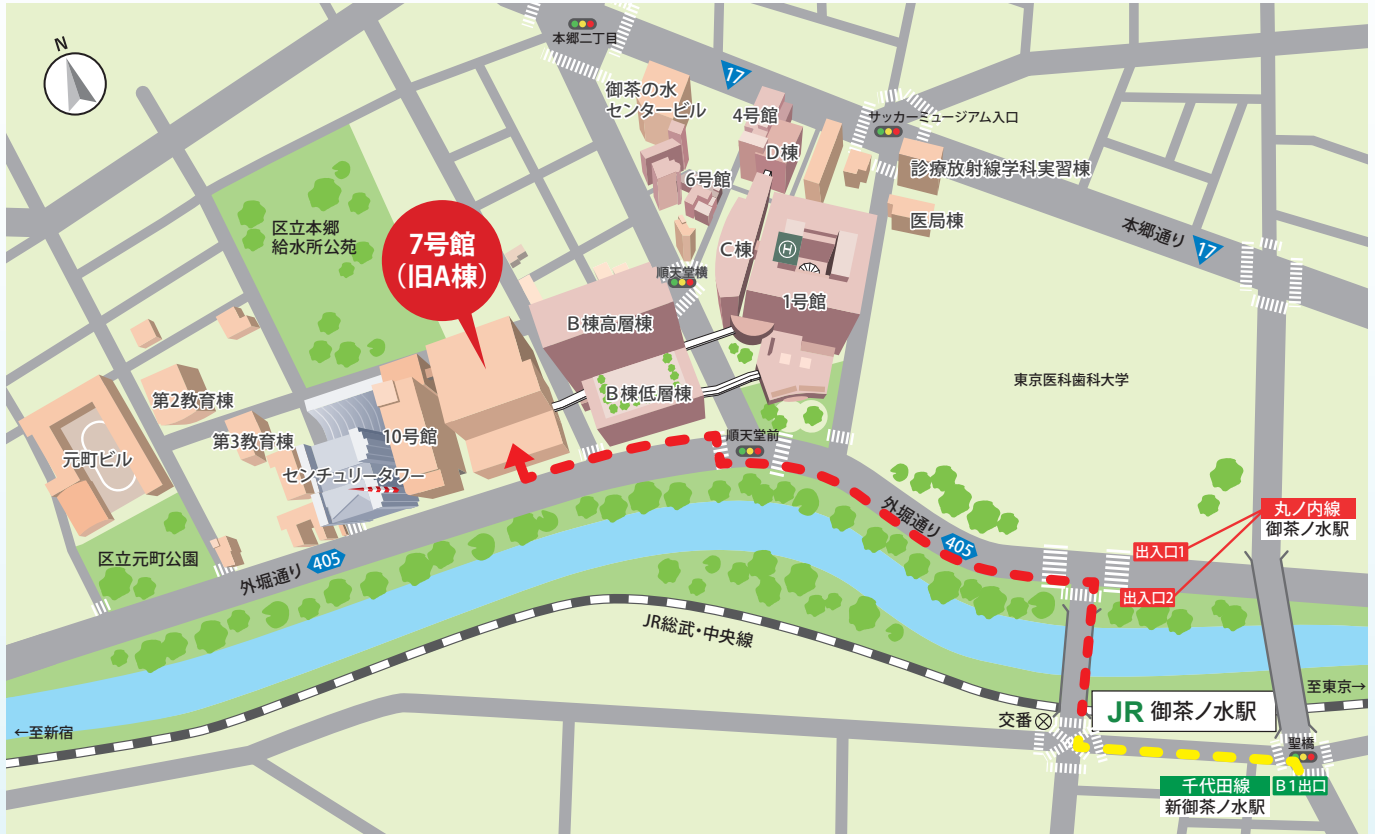 N
本郷二丁目
17
御茶の水
センタービル
4号館
サッカーミュージアム入口
D棟
診療放射線学科実習棟
6号館
医局棟
区立本郷
給水所公苑
本郷通り
17
7号館
(旧A棟)
C棟
H
順天堂横
1号館
B棟高層棟
B棟低層棟
東京医科歯科大学
第2教育棟
第3教育棟
10号館
順天堂前
元町ビル
センチュリータワー
外堀通り
405
丸ノ内線
御茶ノ水駅
出入口1
出入口2
区立元町公園
外堀通り
405
JR総武・中央線
至東京→
JR 御茶ノ水駅
交番
←至新宿
聖橋
千代田線
B1出口
新御茶ノ水駅